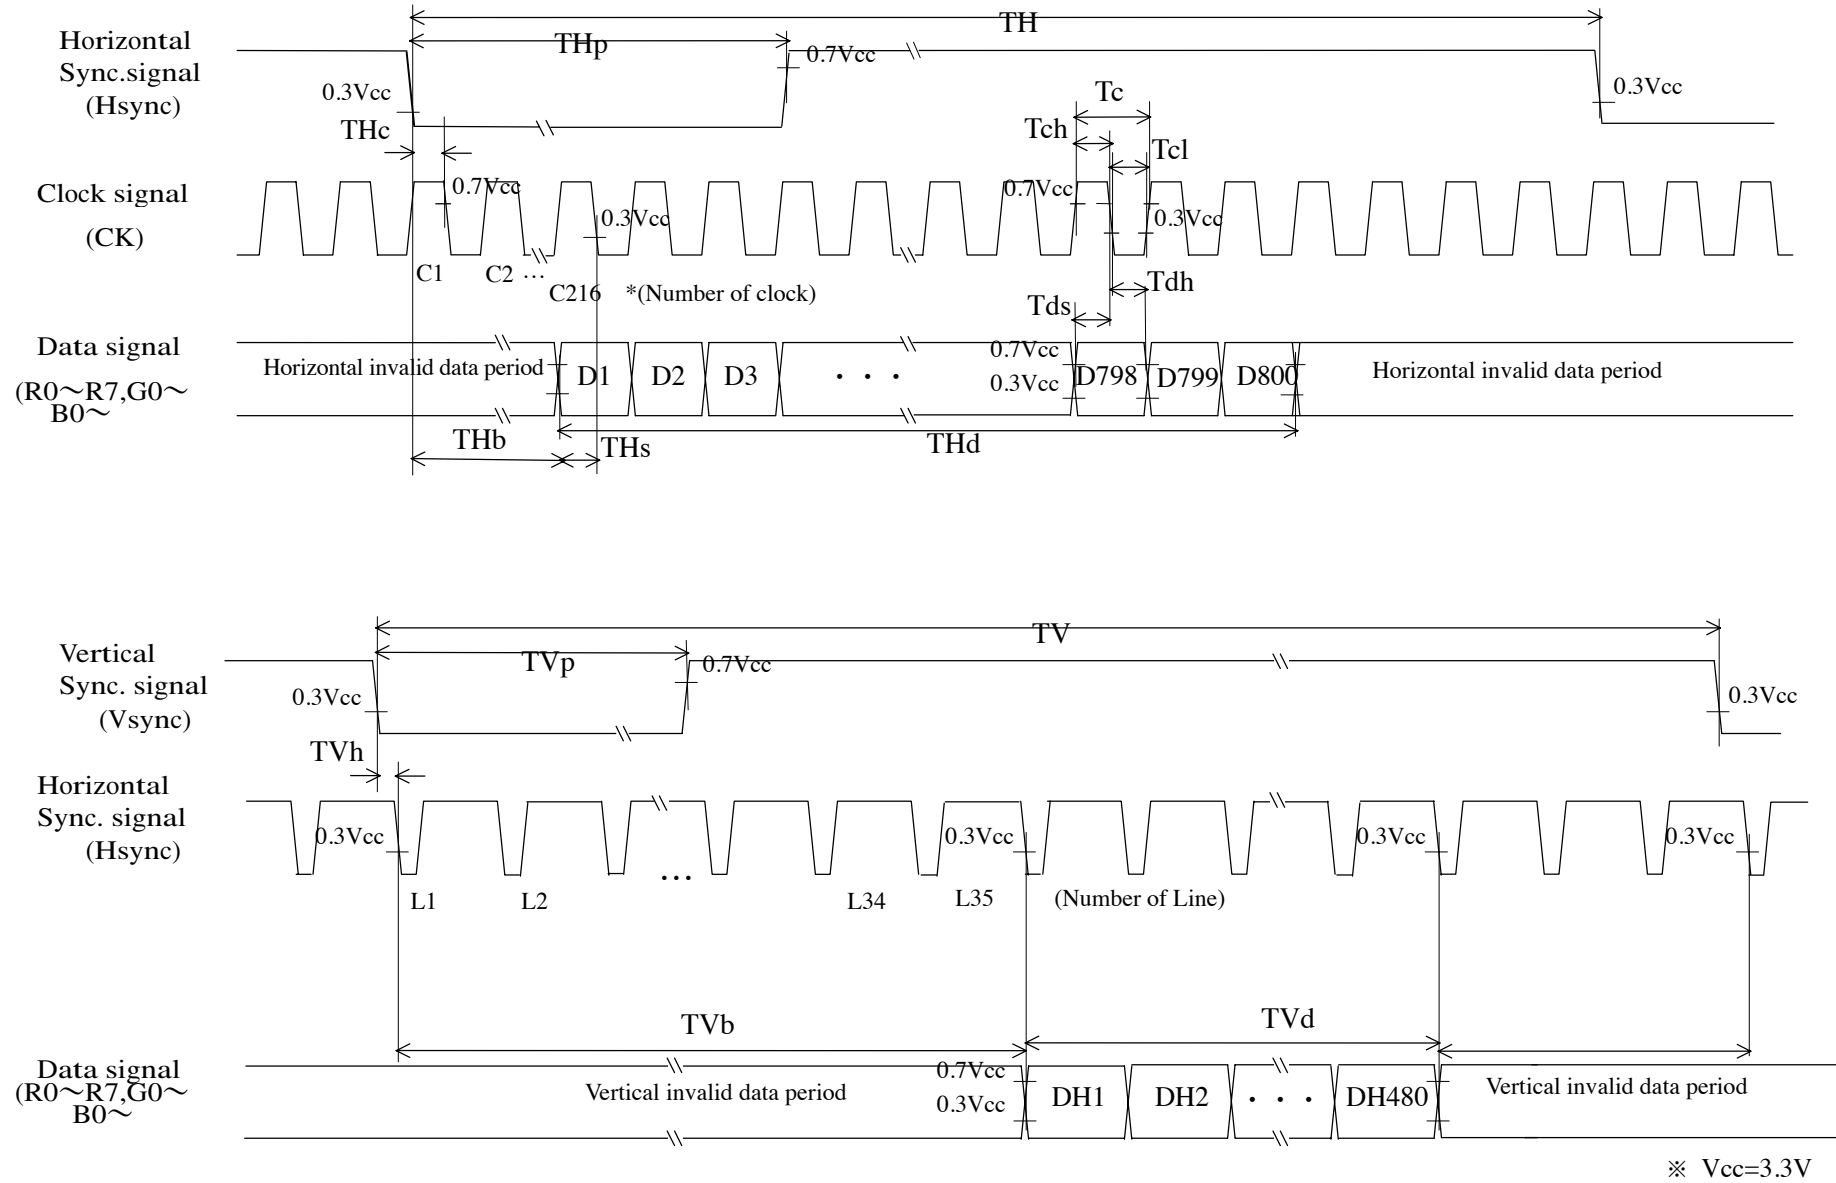 TH
Horizontal
THp
0.7Vcc
Sync.signal
0.3Vcc
Tc
0.3Vcc
(Hsync)
THc
Tch
Tcl
Clock signal
0.7Vcc
0.7Vcc
0.3Vcc
0.3Vcc
(CK)
C1
C2 …
C216
*(Number of clock)
Tdh
Tds
Data signal
0.7Vcc
Horizontal invalid data period
D1
D2
D3
· · ·
0.3Vcc
D798
D799
D800
Horizontal invalid data period
(R0～R7,G0～
B0～
THb
THs
THd
TV
Vertical
TVp
0.7Vcc
Sync. signal
0.3Vcc
0.3Vcc
(Vsync)
TVh
Horizontal
Sync. signal
0.3Vcc
0.3Vcc
0.3Vcc
0.3Vcc
(Hsync)
L1
L2
…
L34
L35
(Number of Line)
TVb
TVd
Data signal
0.7Vcc
(R0～R7,G0～
Vertical invalid data period
0.3Vcc
DH1
DH2
· · ·
DH480
Vertical invalid data period
B0～
※ Vcc=3.3V